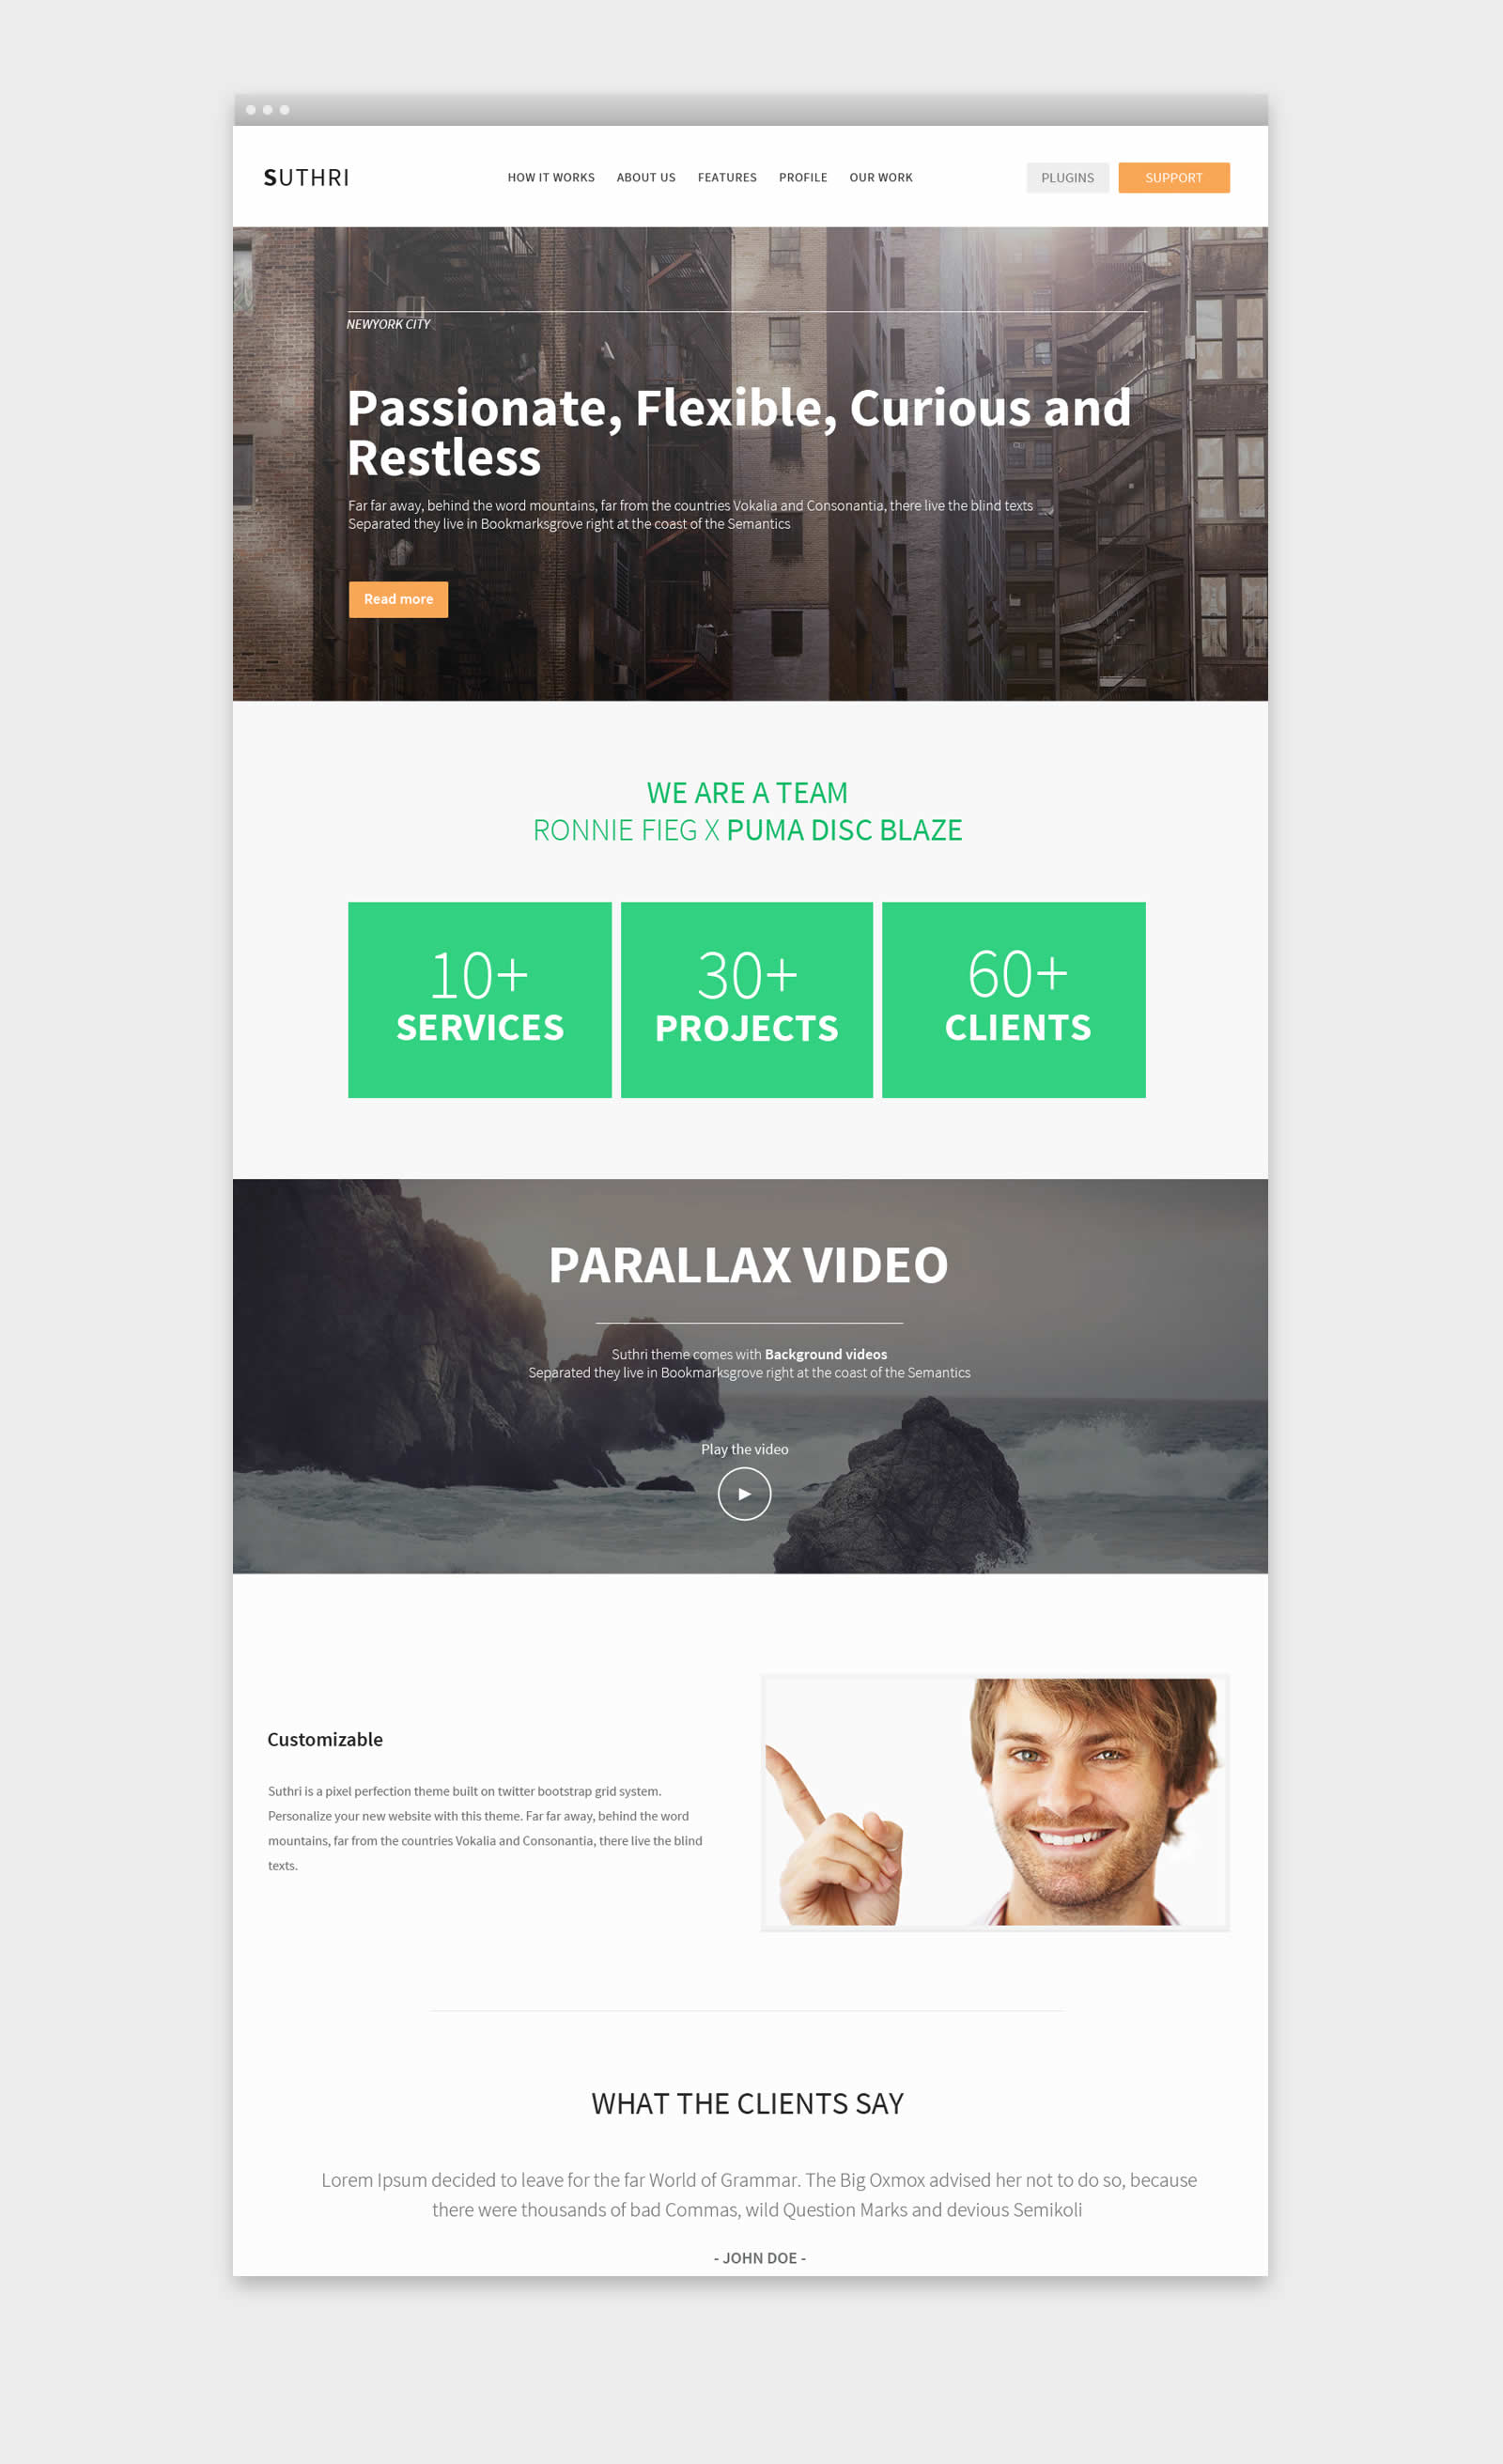 SUTHRI
HOW IT WORKS ABOUT US FEATURES PROFILE OUR WORK
PLUGINS SUPPORT
NEWYORK CITY
Passionate, Flexible, Curious and
Restless
Far far away, behind the word mountains, far from the countries Vokalia and Consonantia, there live the blind texts
Separated they live in Bookmarksgrove right at the coast of the Semantics
Read more
WE ARE A TEAM
RONNIE FIEG X PUMA DISC BLAZE
10+
SERVICES
30+
PROJECTS
60+
CLIENTS
PARALLAX VIDEO
Suthri theme comes with Background videos
Separated they live in Bookmarksgrove right at the coast of the Semantics
Play the video
Customizable
Suthri is a pixel perfection theme built on twitter bootstrap grid system.
Personalize your new website with this theme. Far far away, behind the word
mountains, far from the countries Vokalia and Consonantia, there live the blind
texts.
WHAT THE CLIENTS SAY
Lorem Ipsum decided to leave for the far World of Grammar. The Big Oxmox advised her not to do so, because
there were thousands of bad Commas, wild Question Marks and devious Semikoli
- JOHN DOE -